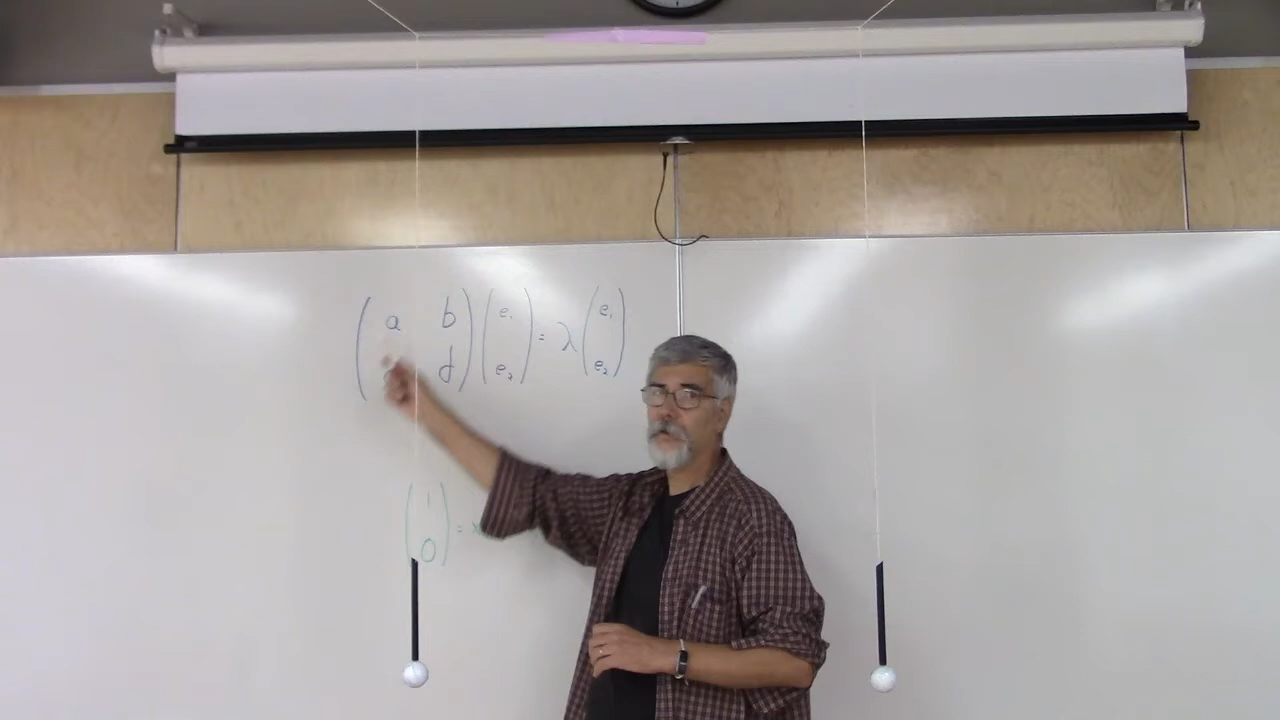 ( a b ) ( e₁ ) = λ ( e₁ )
( d ) ( e₂ ) ( e₂ )
( 1 ) =
( 0 )